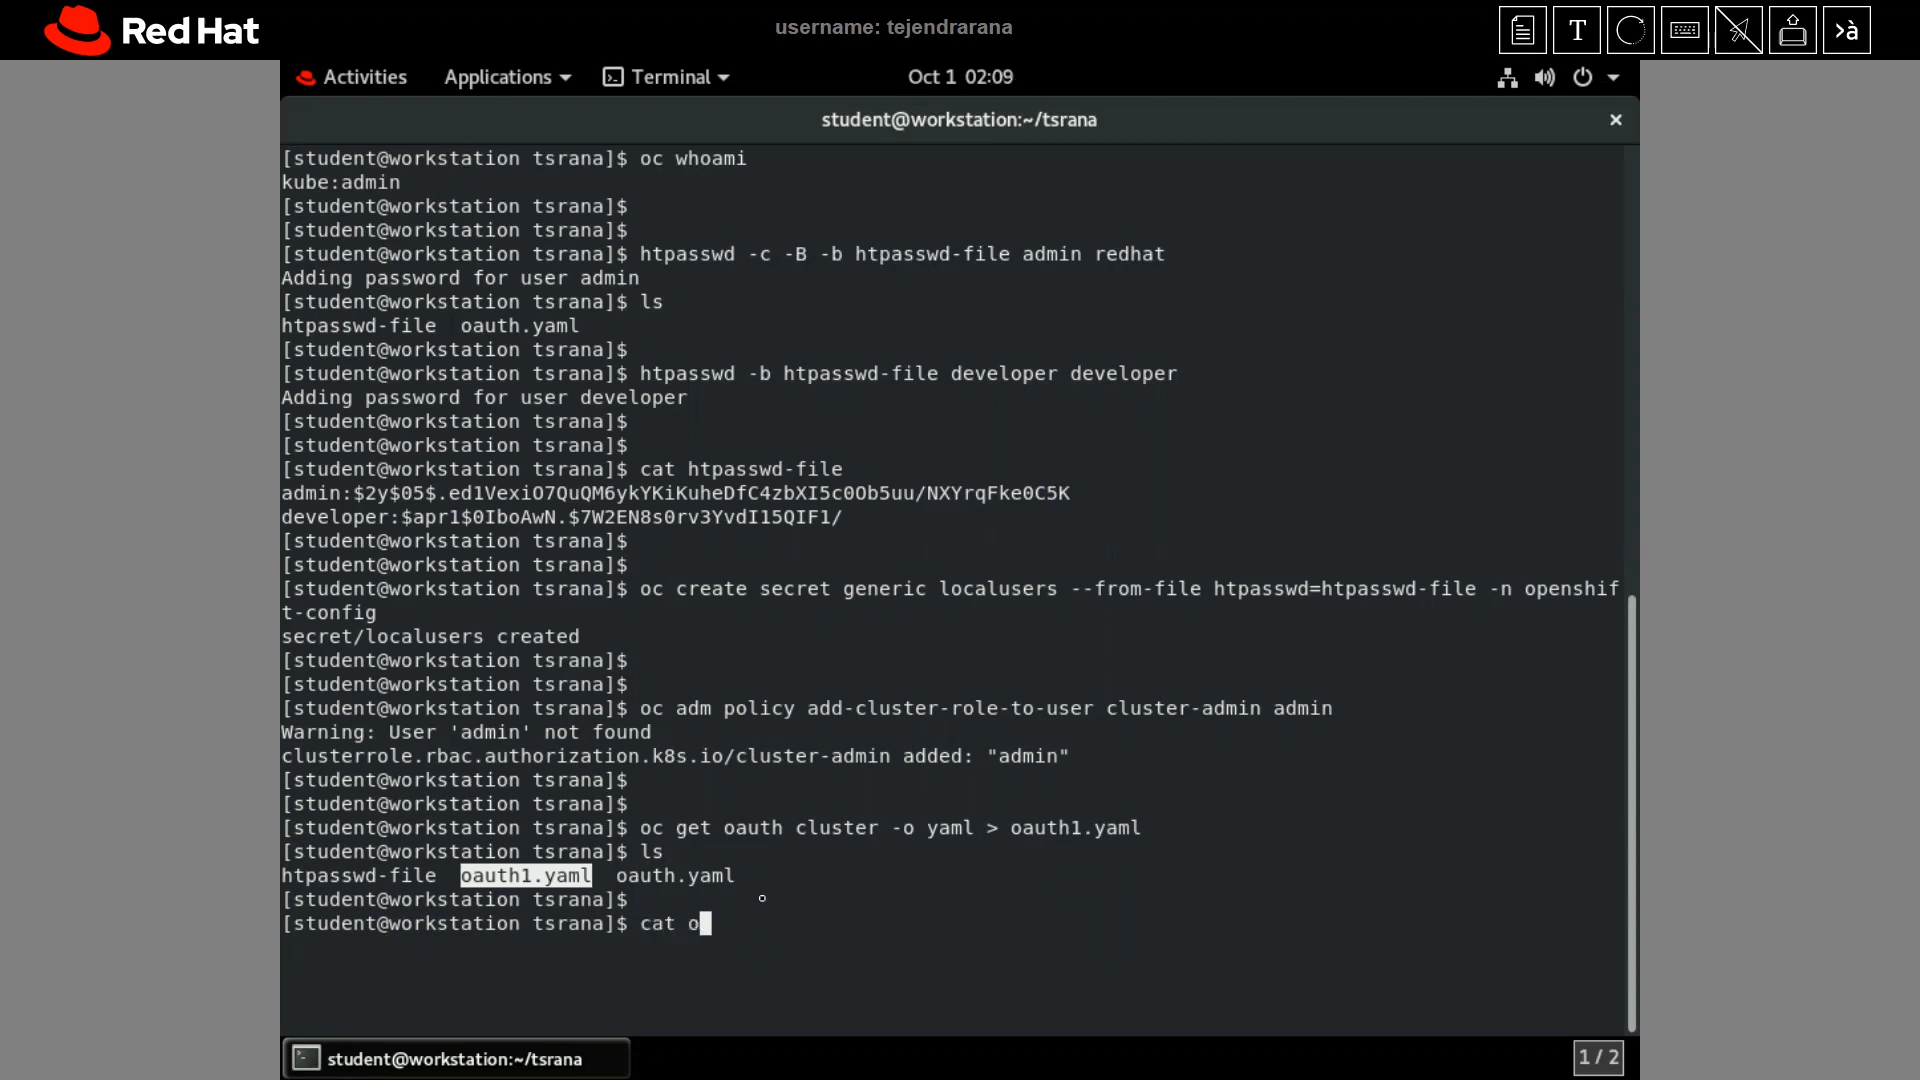 Red Hat
username: tejendrarana
T
>à
Activities Applications Terminal Oct 1 02:09
student@workstation:~/tsrana ×
[student@workstation tsrana]$ oc whoami
kube:admin
[student@workstation tsrana]$
[student@workstation tsrana]$
[student@workstation tsrana]$ htpasswd -c -B -b htpasswd-file admin redhat
Adding password for user admin
[student@workstation tsrana]$ ls
htpasswd-file oauth.yaml
[student@workstation tsrana]$
[student@workstation tsrana]$ htpasswd -b htpasswd-file developer developer
Adding password for user developer
[student@workstation tsrana]$
[student@workstation tsrana]$
[student@workstation tsrana]$ cat htpasswd-file
admin:$2y$05$.ed1VexiO7QuQM6ykYKiKuheDfC4zbXI5c0Ob5uu/NXYrqFke0C5K
developer:$apr1$0IboAwN.$7W2EN8s0rv3YvdI15QIF1/
[student@workstation tsrana]$
[student@workstation tsrana]$
[student@workstation tsrana]$ oc create secret generic localusers --from-file htpasswd=htpasswd-file -n openshif
t-config
secret/localusers created
[student@workstation tsrana]$
[student@workstation tsrana]$
[student@workstation tsrana]$ oc adm policy add-cluster-role-to-user cluster-admin admin
Warning: User 'admin' not found
clusterrole.rbac.authorization.k8s.io/cluster-admin added: "admin"
[student@workstation tsrana]$
[student@workstation tsrana]$
[student@workstation tsrana]$ oc get oauth cluster -o yaml > oauth1.yaml
[student@workstation tsrana]$ ls
htpasswd-file oauth1.yaml oauth.yaml
[student@workstation tsrana]$
[student@workstation tsrana]$ cat o
student@workstation:~/tsrana 1 / 2